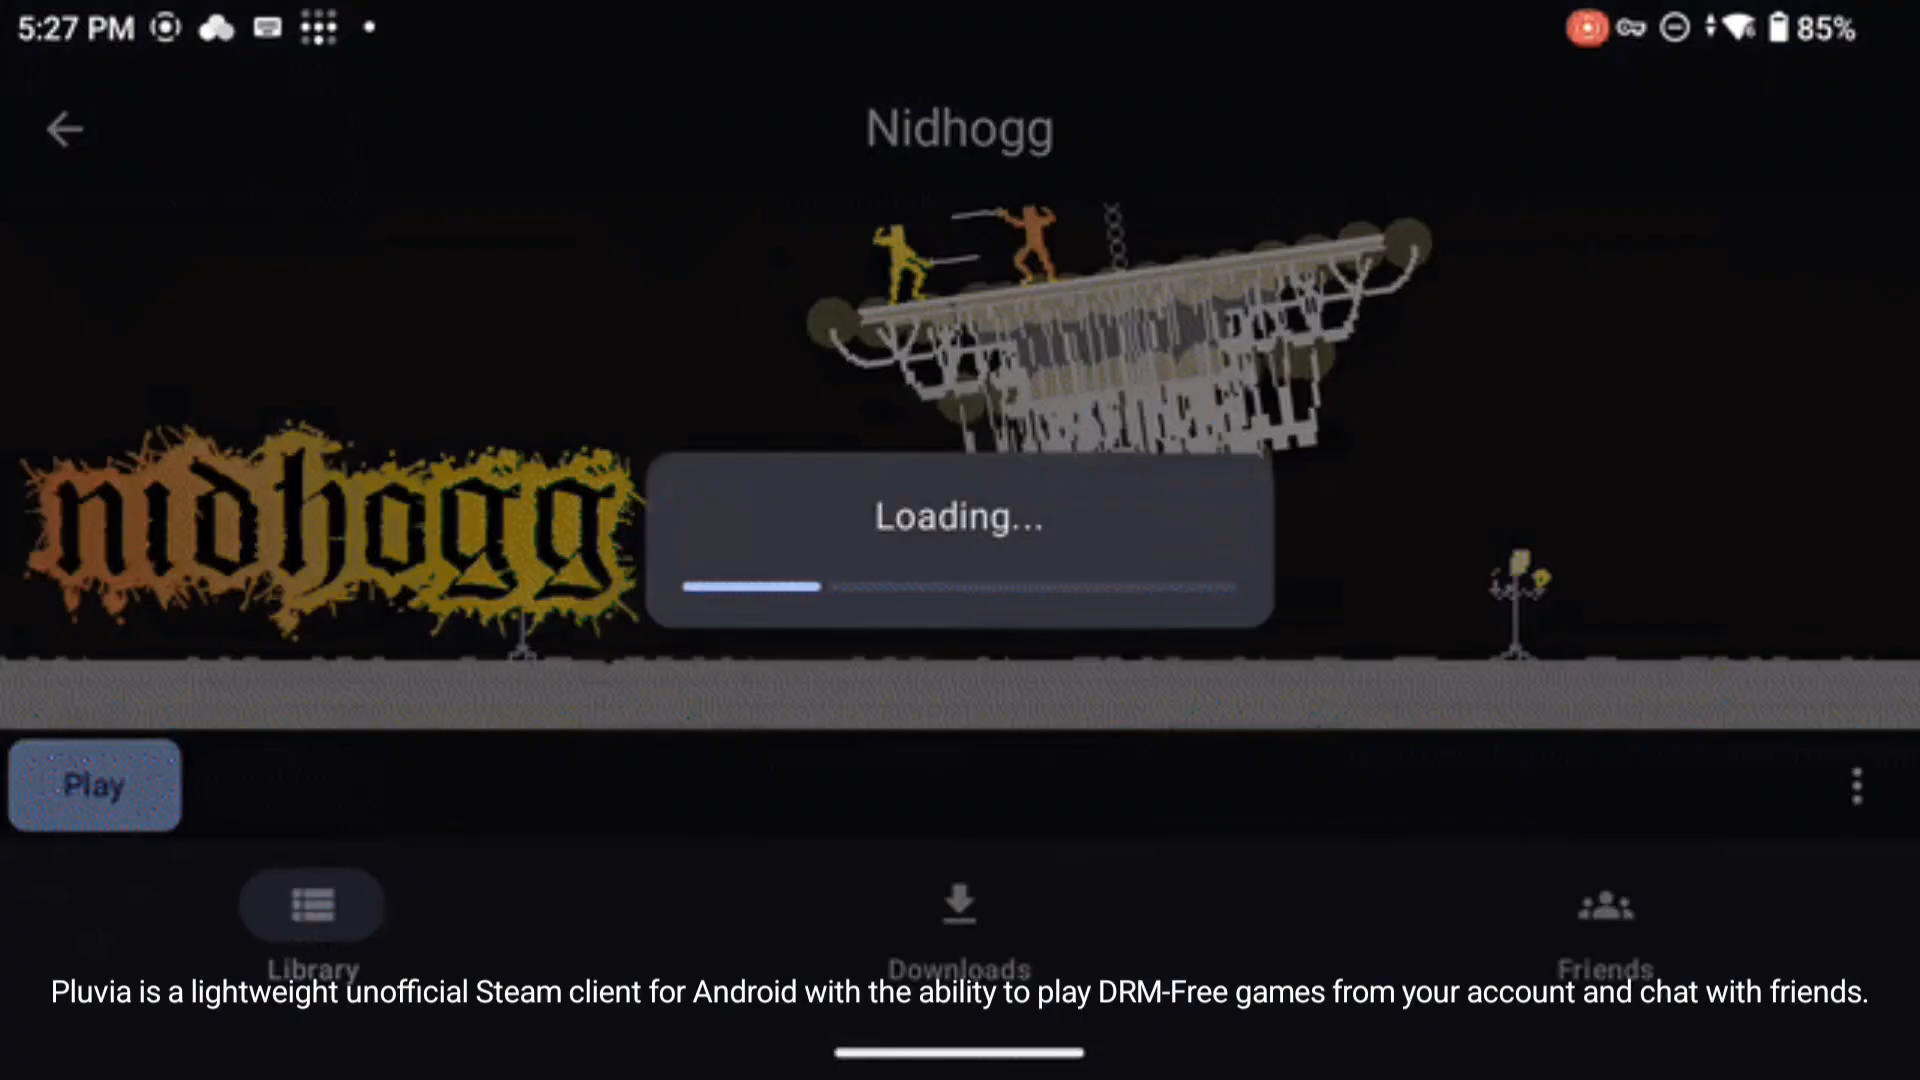 5:27 PM
85%
Nidhogg
nidhogg
Loading...
Play
Library
Downloads
Friends
Pluvia is a lightweight unofficial Steam client for Android with the ability to play DRM-Free games from your account and chat with friends.